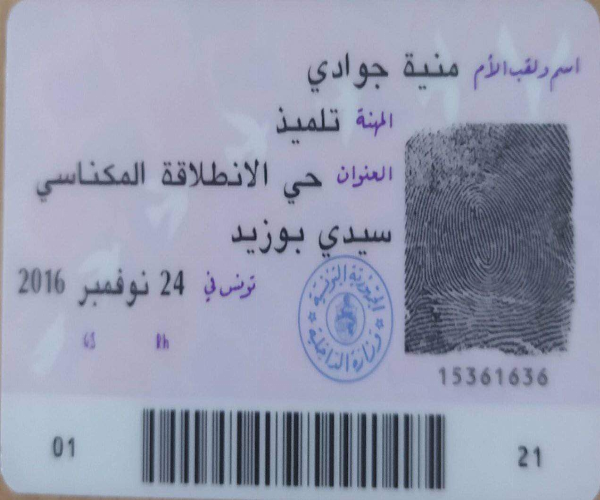 اسم ولقب الأم منية جوادي
المهنة تلميذ
العنوان حي الانطلاقة المكناسي
سيدي بوزيد
تونس في 24 نوفمبر 2016
GS Rh
الجمهورية التونسية
وزارة الداخلية
15361636
01
21